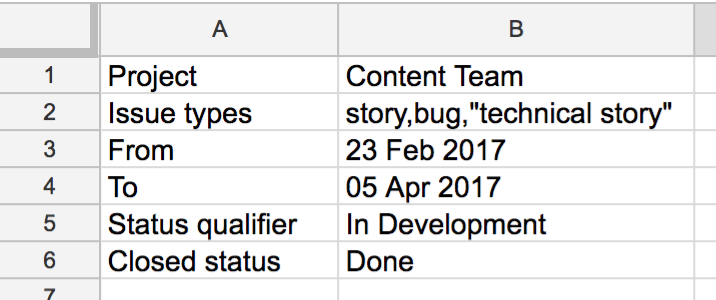 A B
1 Project Content Team
2 Issue types story,bug,"technical story"
3 From 23 Feb 2017
4 To 05 Apr 2017
5 Status qualifier In Development
6 Closed status Done
7